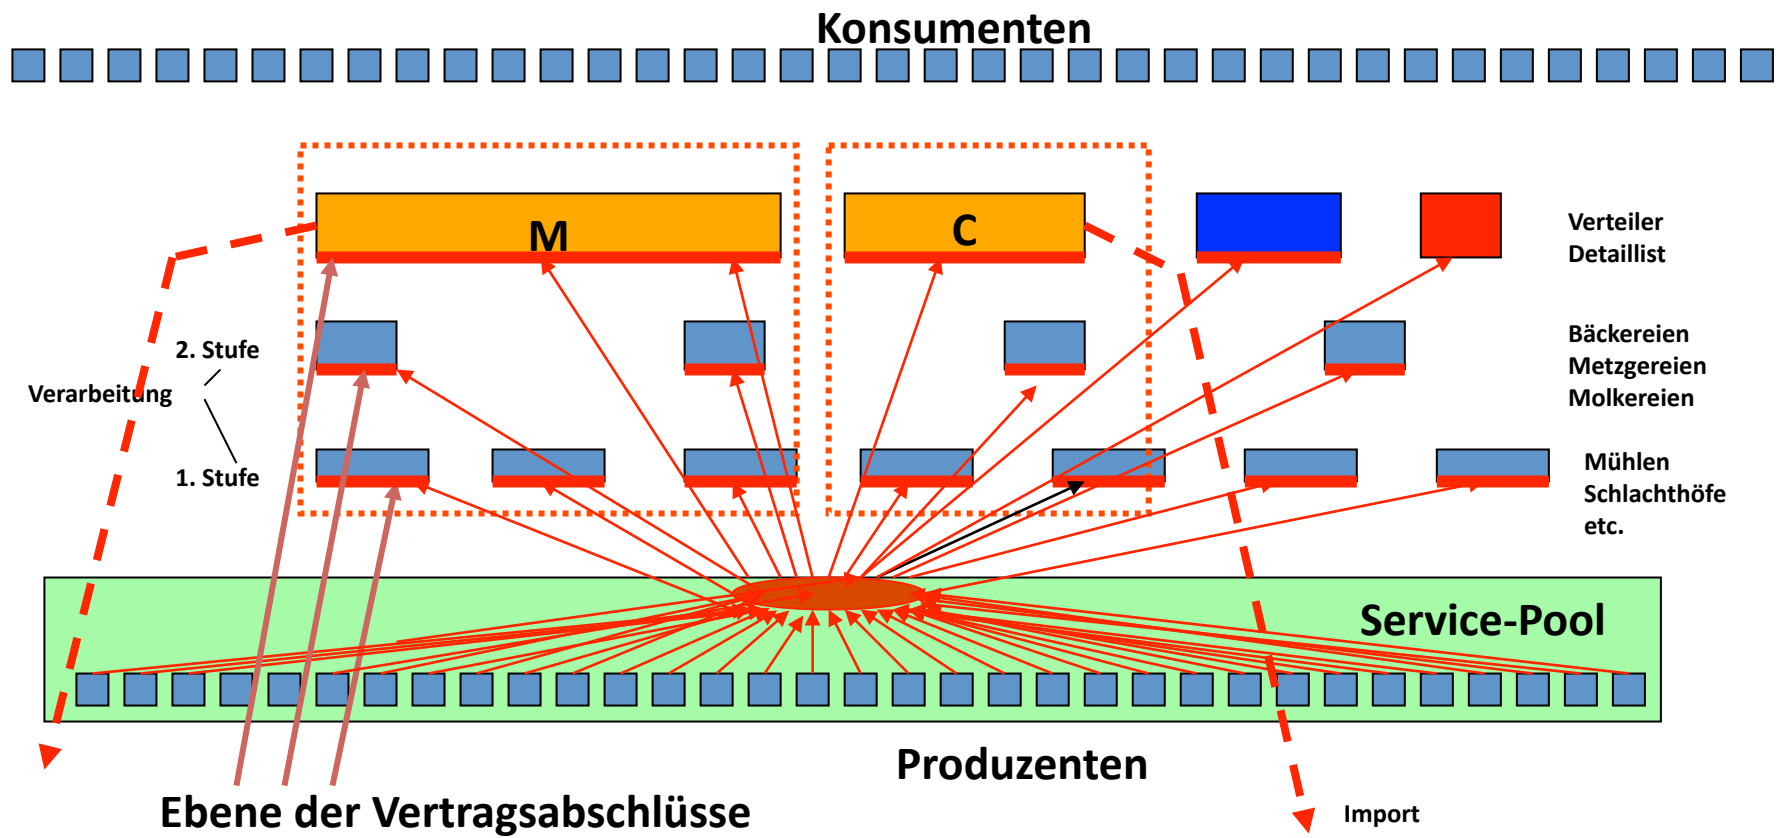 Konsumenten
M
C
Verteiler
Detaillist
2. Stufe
Verarbeitung
1. Stufe
Bäckereien
Metzgereien
Molkereien
Mühlen
Schlachthöfe
etc.
Service-Pool
Produzenten
Ebene der Vertragsabschlüsse
Import